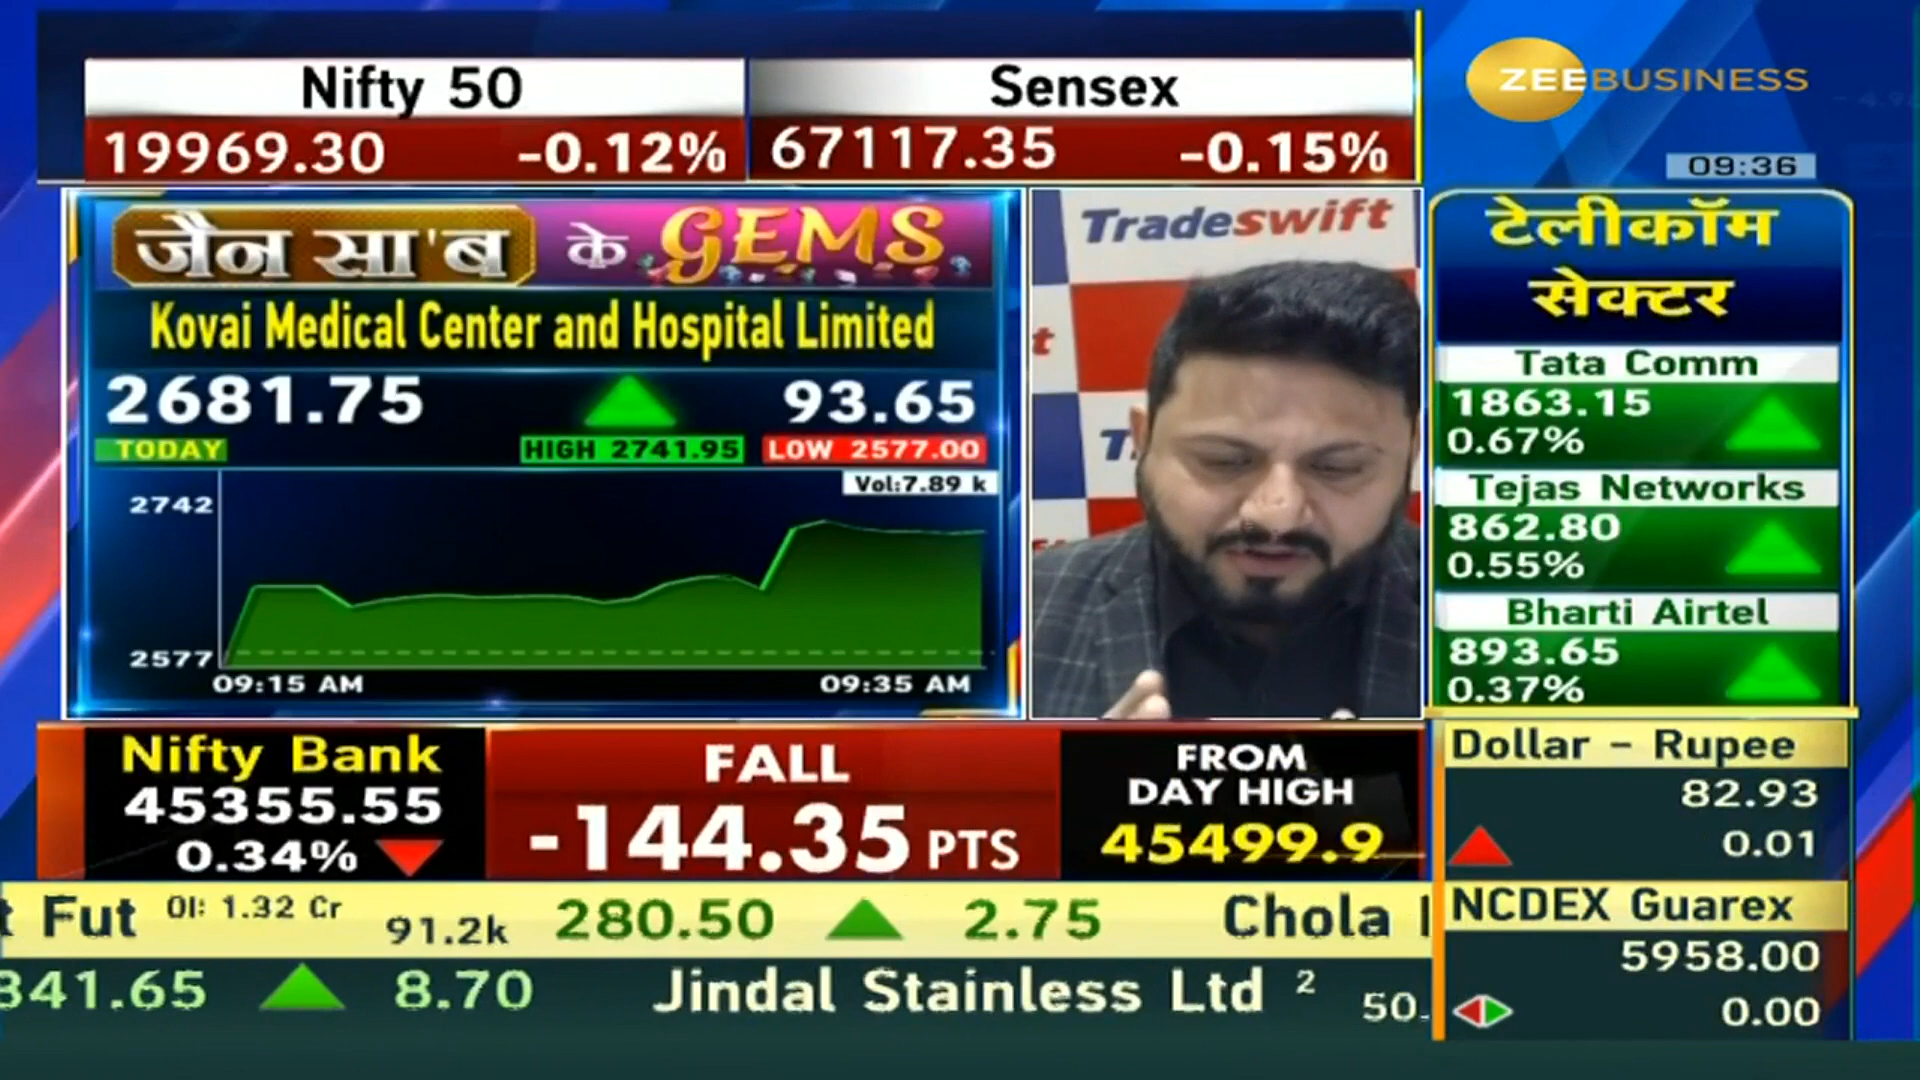 Nifty 50
19969.30 -0.12%
Sensex
67117.35 -0.15%
ZEEBUSINESS
09:36
जैन सा'ब के GEMS
Kovai Medical Center and Hospital Limited
2681.75 93.65
TODAY HIGH 2741.95 LOW 2577.00
Vol:7.89 k
2742
2577
09:15 AM 09:35 AM
Tradeswift
टेलीकॉम
सेक्टर
Tata Comm
1863.15
0.67%
Tejas Networks
862.80
0.55%
Bharti Airtel
893.65
0.37%
Nifty Bank
45355.55
0.34%
FALL
-144.35 PTS
FROM
DAY HIGH
45499.9
Dollar - Rupee
82.93
0.01
NCDEX Guarex
5958.00
0.00
t Fut OI: 1.32 Cr 91.2k 280.50 2.75 Chola
341.65 8.70 Jindal Stainless Ltd 2 50.